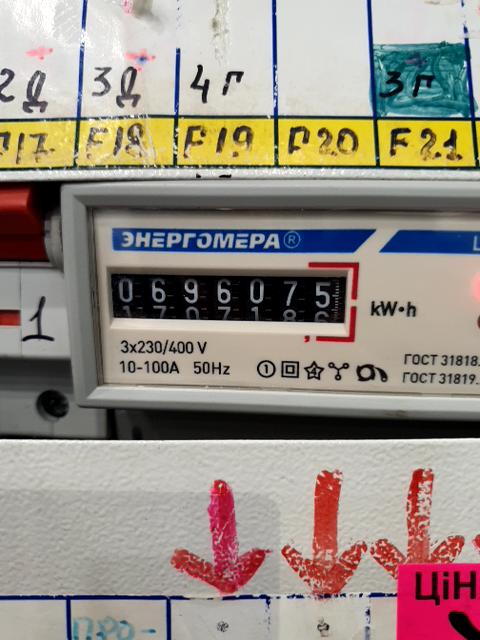 2Д 3Д 4Г 3Г
F18 F19 F20 F21
ЭНЕРГОМЕРА®
0696075
kW•h
1
3x230/400 V
10-100A 50Hz
ГОСТ 31818.
ГОСТ 31819.
ЦІН